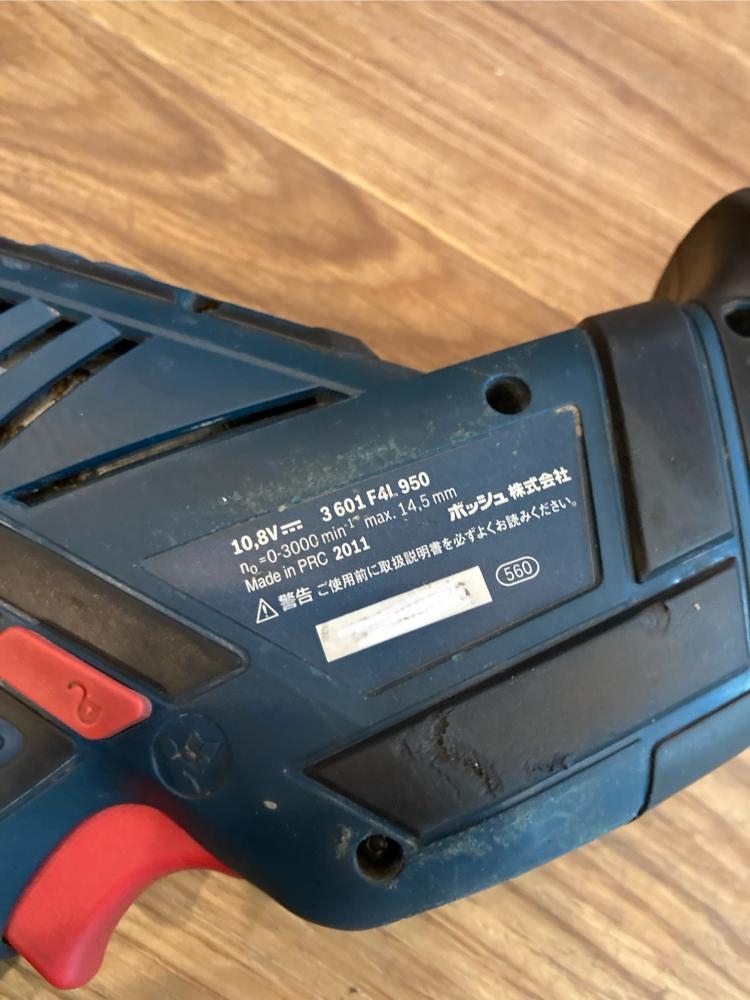 10,8V 3 601 F4L 950
n₀ =0-3000 min⁻¹ max. 14,5 mm
Made in PRC 2011
ボッシュ 株式会社
警告 ご使用前に取扱説明書を必ずよくお読みください。
560